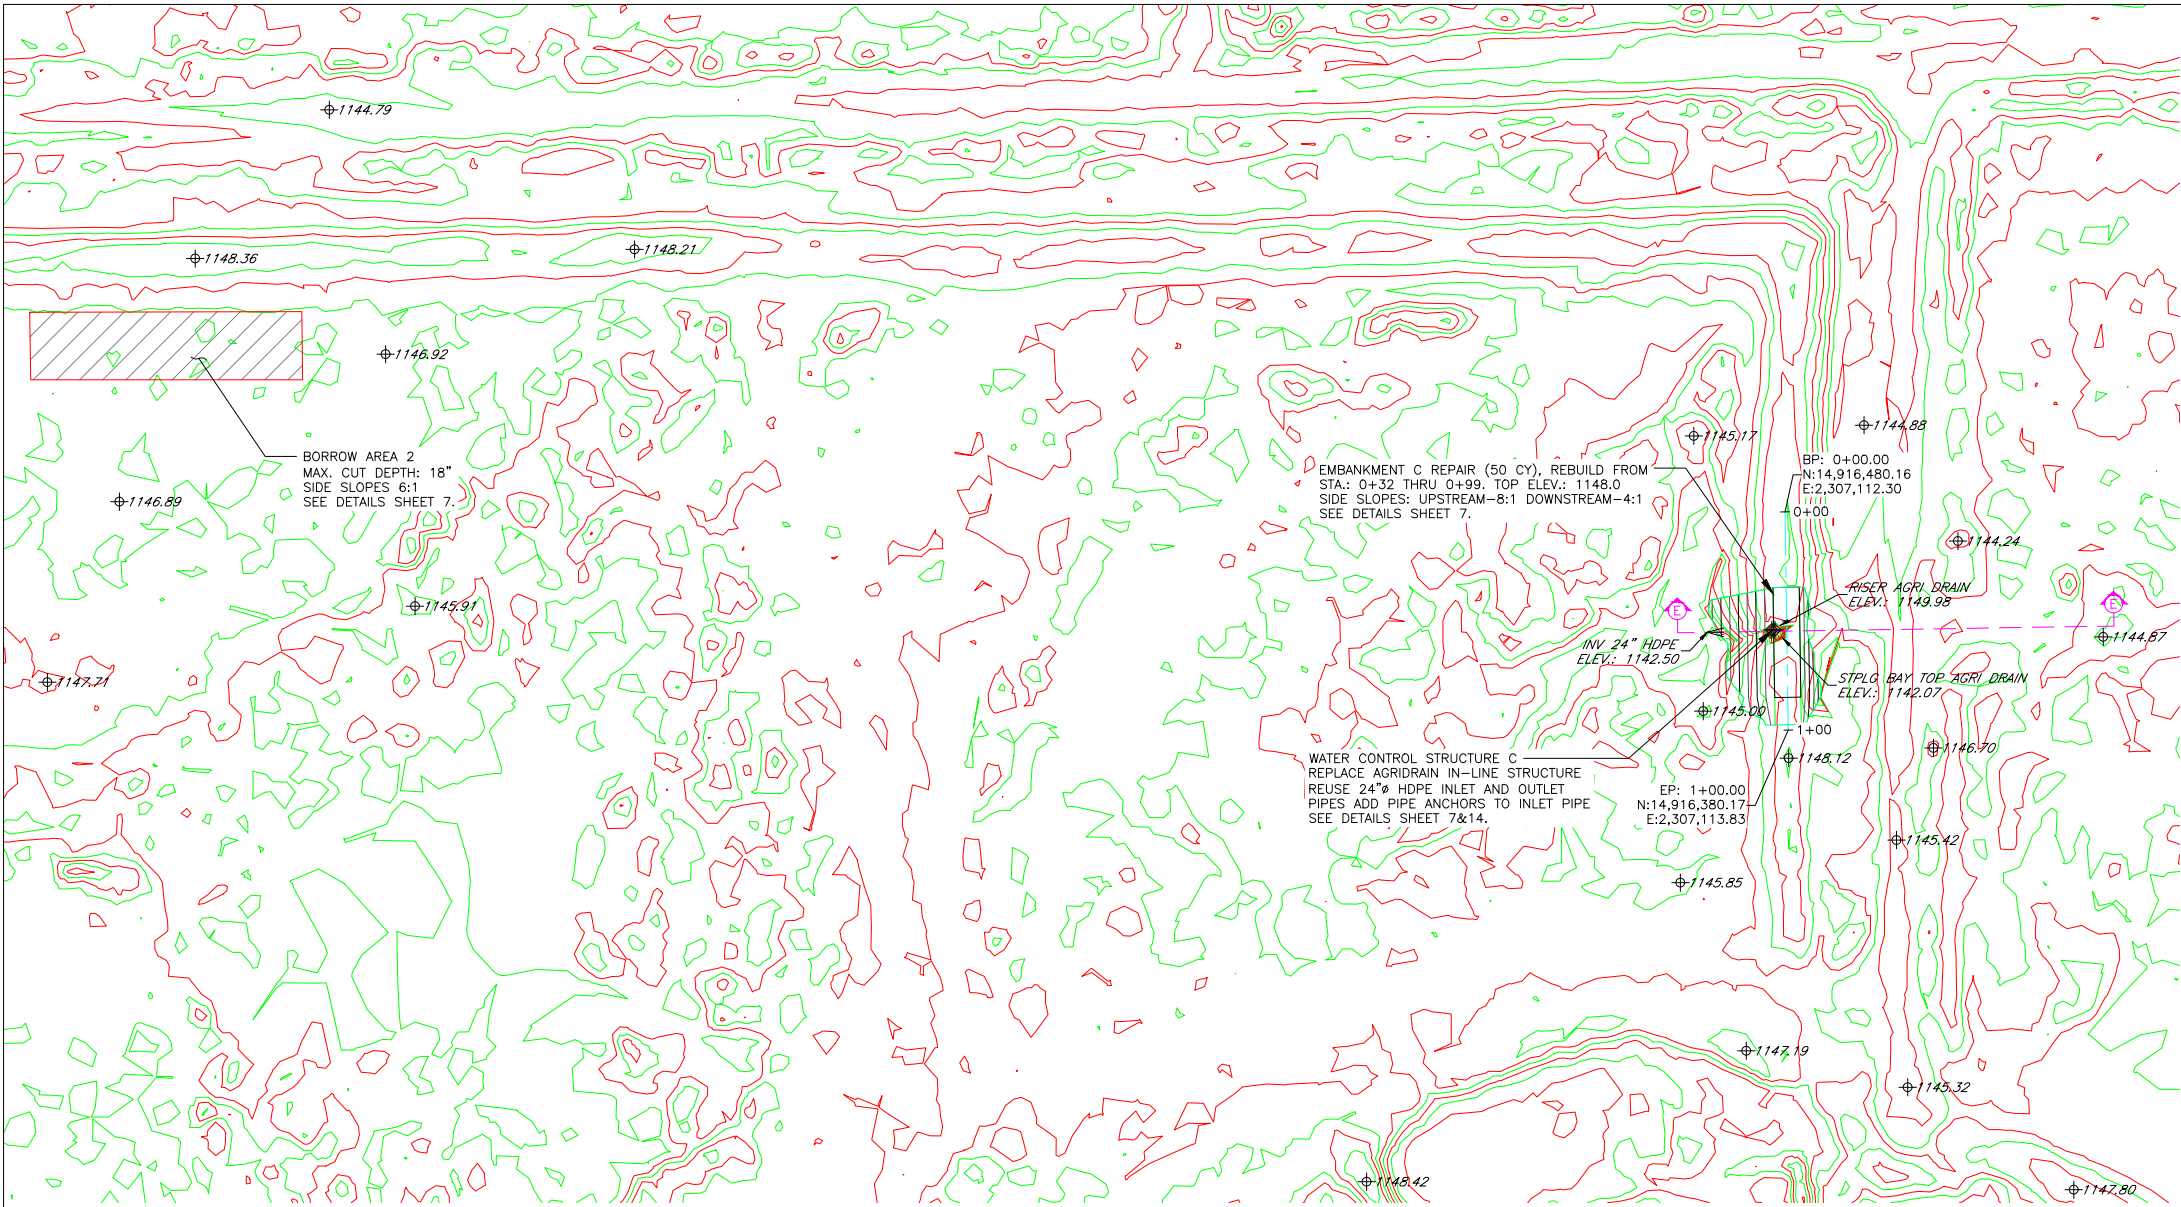 1144.79
1148.36
1148.21
1146.92
BORROW AREA 2
MAX. CUT DEPTH: 18"
SIDE SLOPES 6:1
SEE DETAILS SHEET 7.
1146.89
1145.91
1147.71
1145.17
1144.88
EMBANKMENT C REPAIR (50 CY), REBUILD FROM
STA.: 0+32 THRU 0+99. TOP ELEV.: 1148.0
SIDE SLOPES: UPSTREAM-8:1 DOWNSTREAM-4:1
SEE DETAILS SHEET 7.
BP: 0+00.00
N:14,916,480.16
E:2,307,112.30
0+00
1144.24
RISER AGRI DRAIN
ELEV.: 1149.98
E
E
1144.87
INV 24" HDPE
ELEV.: 1142.50
STPLG BAY TOP AGRI DRAIN
ELEV.: 1142.07
1145.00
1+00
1146.70
1148.12
WATER CONTROL STRUCTURE C
REPLACE AGRIDRAIN IN-LINE STRUCTURE
REUSE 24"ø HDPE INLET AND OUTLET
PIPES ADD PIPE ANCHORS TO INLET PIPE
SEE DETAILS SHEET 7&14.
EP: 1+00.00
N:14,916,380.17
E:2,307,113.83
1145.42
1145.85
1147.19
1145.32
1148.42
1147.80